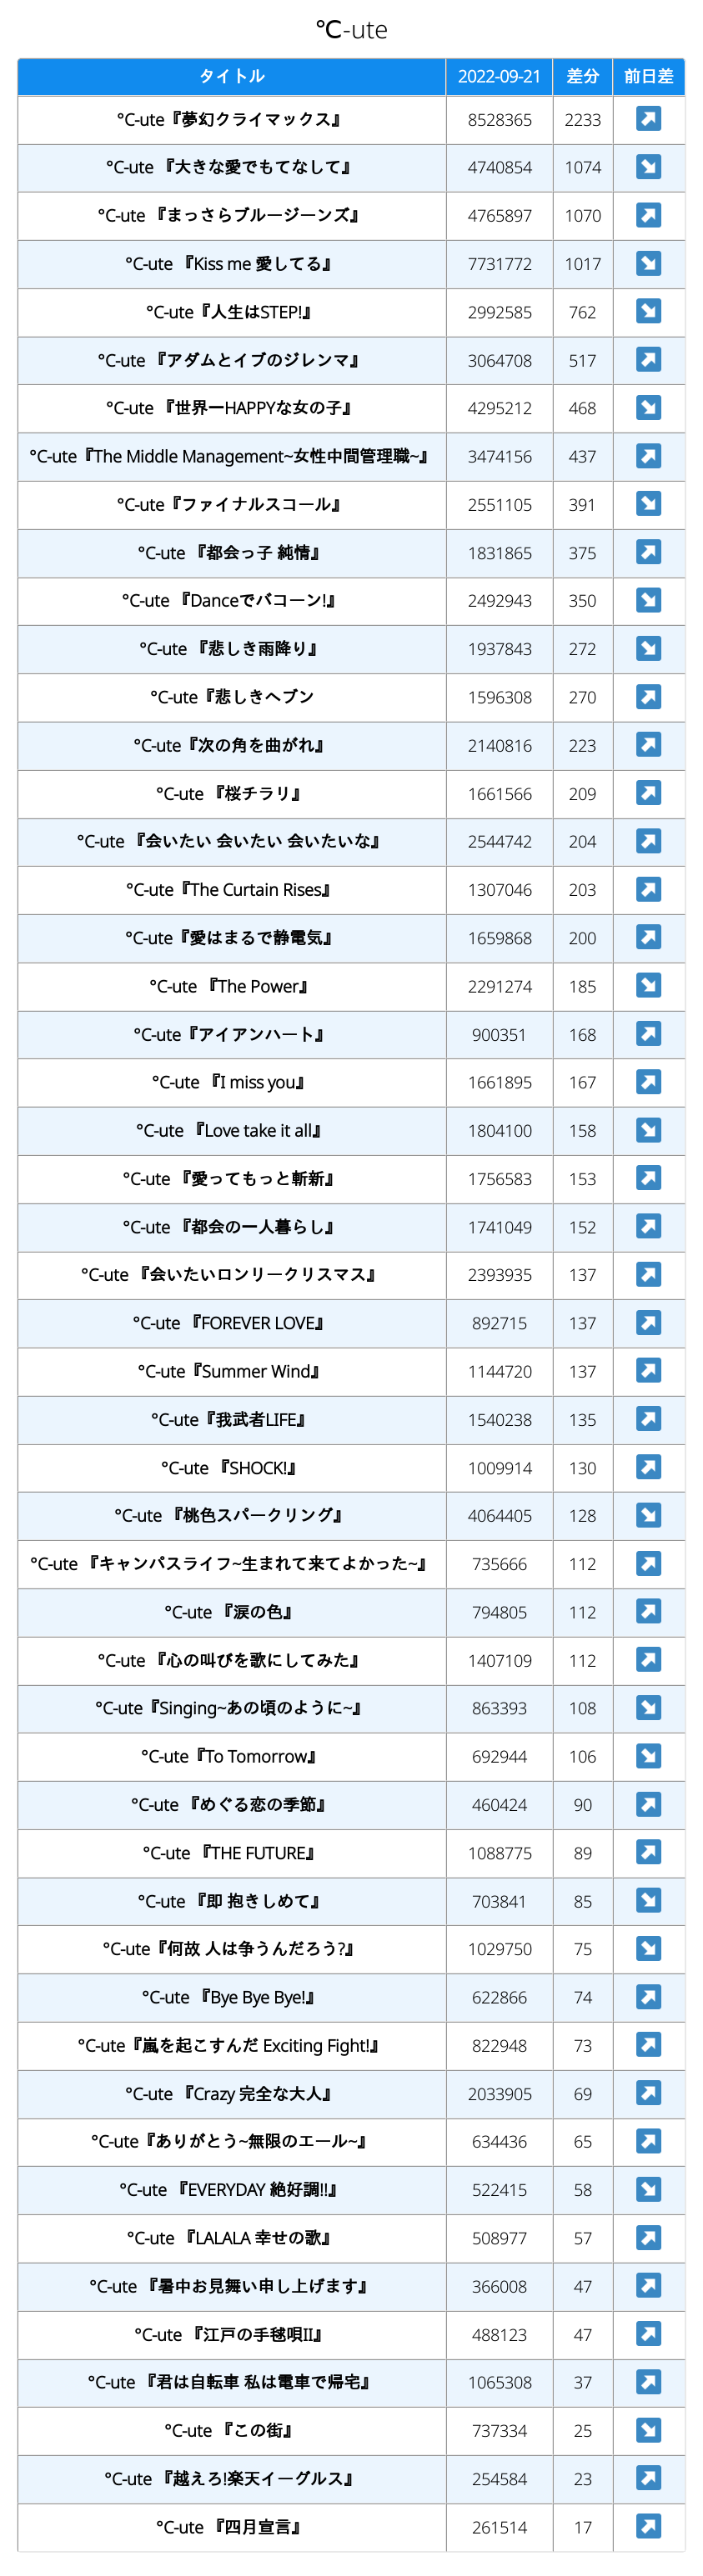 ℃-ute
タイトル 2022-09-21 差分 前日差
°C-ute『夢幻クライマックス』 8528365 2233 ↗
°C-ute 『大きな愛でもてなして』 4740854 1074 ↘
°C-ute 『まっさらブルージーンズ』 4765897 1070 ↗
°C-ute 『Kiss me 愛してる』 7731772 1017 ↘
°C-ute『人生はSTEP!』 2992585 762 ↘
°C-ute 『アダムとイブのジレンマ』 3064708 517 ↗
°C-ute 『世界一HAPPYな女の子』 4295212 468 ↘
°C-ute『The Middle Management~女性中間管理職~』 3474156 437 ↗
°C-ute『ファイナルスコール』 2551105 391 ↘
°C-ute 『都会っ子 純情』 1831865 375 ↗
°C-ute 『Danceでバコーン!』 2492943 350 ↘
°C-ute 『悲しき雨降り』 1937843 272 ↘
°C-ute『悲しきヘブン 1596308 270 ↗
°C-ute『次の角を曲がれ』 2140816 223 ↗
°C-ute 『桜チラリ』 1661566 209 ↗
°C-ute 『会いたい 会いたい 会いたいな』 2544742 204 ↗
°C-ute『The Curtain Rises』 1307046 203 ↗
°C-ute『愛はまるで静電気』 1659868 200 ↗
°C-ute 『The Power』 2291274 185 ↘
°C-ute『アイアンハート』 900351 168 ↗
°C-ute 『I miss you』 1661895 167 ↗
°C-ute 『Love take it all』 1804100 158 ↘
°C-ute 『愛ってもっと斬新』 1756583 153 ↗
°C-ute 『都会の一人暮らし』 1741049 152 ↗
°C-ute 『会いたいロンリークリスマス』 2393935 137 ↗
°C-ute 『FOREVER LOVE』 892715 137 ↗
°C-ute『Summer Wind』 1144720 137 ↗
°C-ute『我武者LIFE』 1540238 135 ↗
°C-ute 『SHOCK!』 1009914 130 ↗
°C-ute 『桃色スパークリング』 4064405 128 ↘
°C-ute 『キャンパスライフ~生まれて来てよかった~』 735666 112 ↗
°C-ute 『涙の色』 794805 112 ↗
°C-ute 『心の叫びを歌にしてみた』 1407109 112 ↗
°C-ute『Singing~あの頃のように~』 863393 108 ↘
°C-ute『To Tomorrow』 692944 106 ↘
°C-ute 『めぐる恋の季節』 460424 90 ↗
°C-ute 『THE FUTURE』 1088775 89 ↗
°C-ute 『即 抱きしめて』 703841 85 ↘
°C-ute『何故 人は争うんだろう?』 1029750 75 ↘
°C-ute 『Bye Bye Bye!』 622866 74 ↗
°C-ute『嵐を起こすんだ Exciting Fight!』 822948 73 ↗
°C-ute 『Crazy 完全な大人』 2033905 69 ↗
°C-ute『ありがとう~無限のエール~』 634436 65 ↗
°C-ute 『EVERYDAY 絶好調!!』 522415 58 ↘
°C-ute 『LALALA 幸せの歌』 508977 57 ↗
°C-ute 『暑中お見舞い申し上げます』 366008 47 ↗
°C-ute 『江戸の手毬唄II』 488123 47 ↗
°C-ute 『君は自転車 私は電車で帰宅』 1065308 37 ↗
°C-ute 『この街』 737334 25 ↘
°C-ute 『越えろ!楽天イーグルス』 254584 23 ↗
°C-ute 『四月宣言』 261514 17 ↗